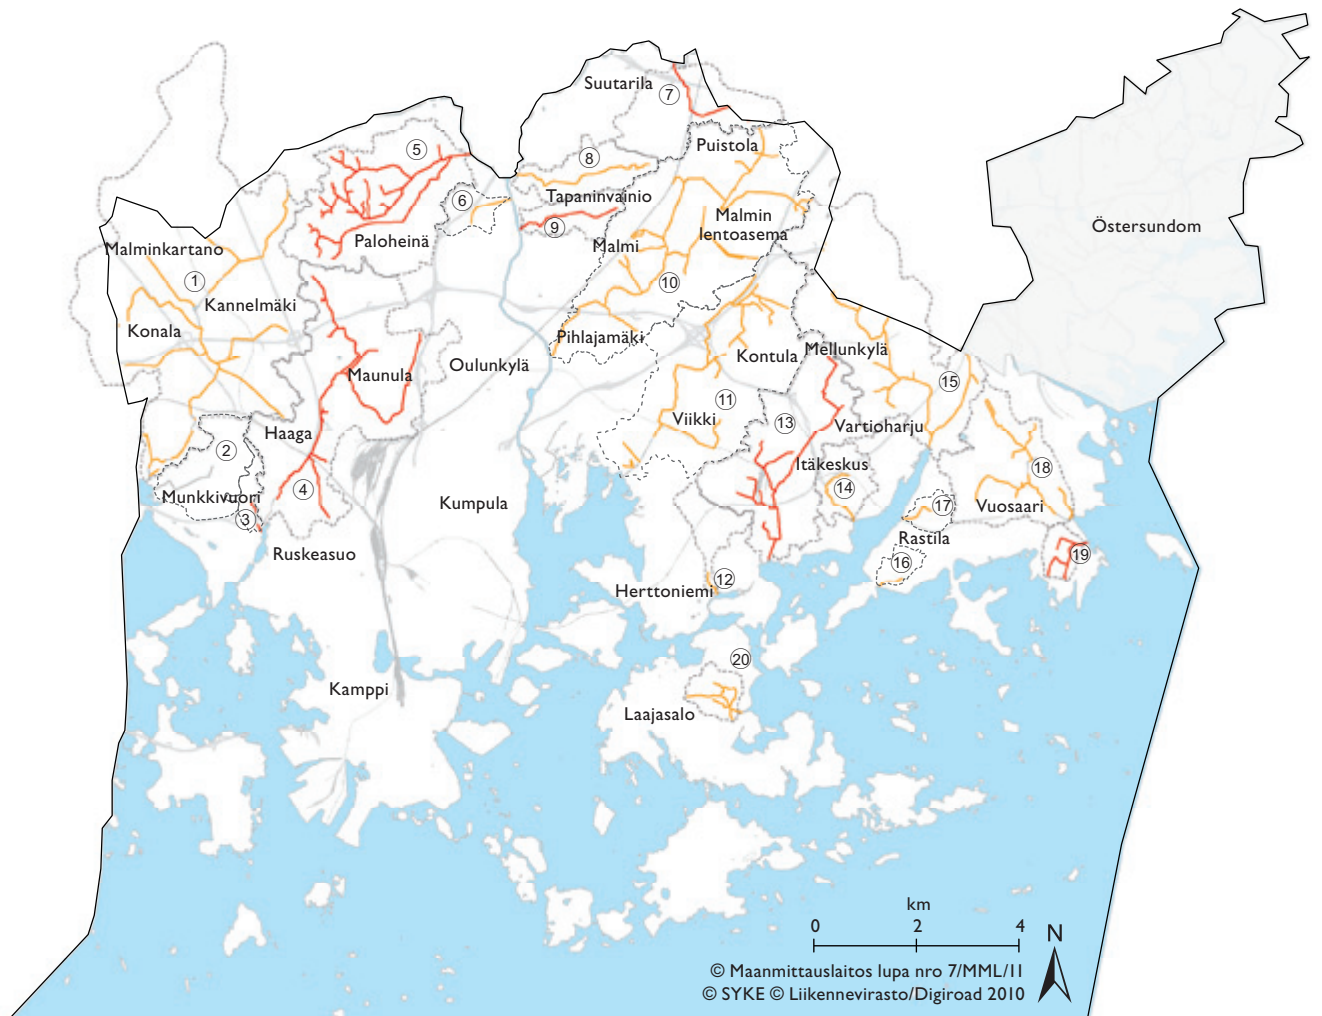 Suutarila
7
Puistola
5
8
Tapaninvainio
6
Malmin
lentoasema
9
Malmi
Paloheinä
Östersundom
Malminkartano
1
10
Kannelmäki
Konala
Pihlajamäki
Kontula
Mellunkylä
Oulunkylä
Maunula
15
11
13
Viikki
Vartioharju
Haaga
2
Itäkeskus
18
4
14
Munkkivuori
Kumpula
17
Vuosaari
3
Rastila
Ruskeasuo
19
16
12
Herttoniemi
20
Kamppi
Laajasalo
km
0 2 4
N
© Maanmittauslaitos lupa nro 7/MML/11
© SYKE © Liikennevirasto/Digiroad 2010